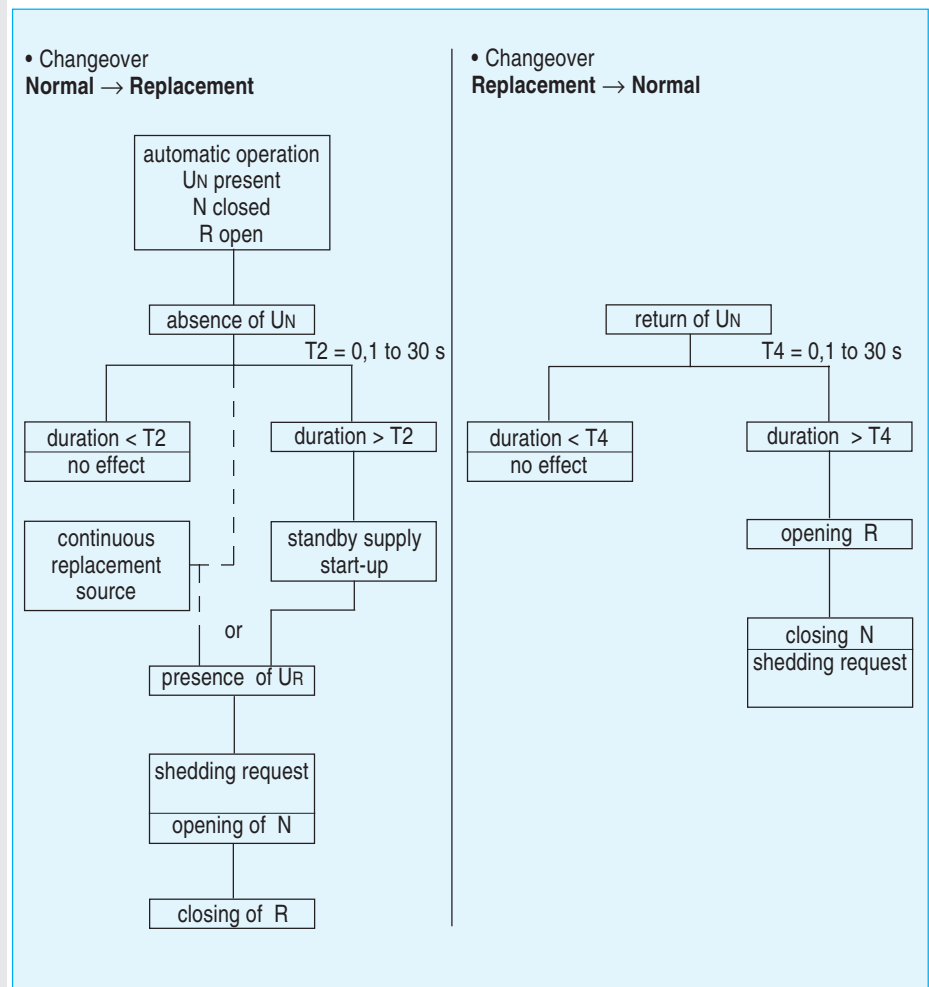 • Changeover
Normal → Replacement
automatic operation
UN present
N closed
R open
absence of UN
T2 = 0,1 to 30 s
duration < T2
no effect
duration > T2
continuous
replacement
source
standby supply
start-up
or
presence of UR
shedding request
opening of N
closing of R
• Changeover
Replacement → Normal
return of UN
T4 = 0,1 to 30 s
duration < T4
no effect
duration > T4
opening R
closing N
shedding request